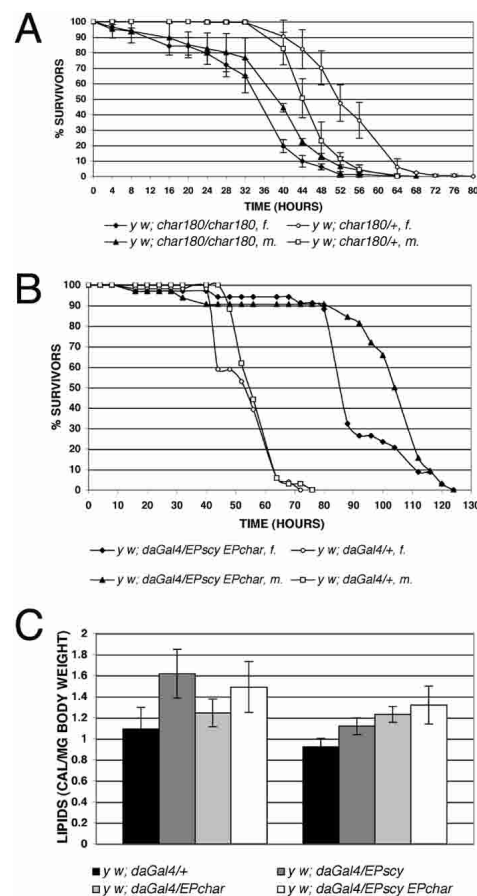 A
% SURVIVORS
100
90
80
70
60
50
40
30
20
10
0
0 4 8 12 16 20 24 28 32 36 40 44 48 52 56 60 64 68 72 76 80
TIME (HOURS)
y w; char180/char180, f. y w; char180/+, f.
y w; char180/char180, m. y w; char180/+, m.
B
% SURVIVORS
100
90
80
70
60
50
40
30
20
10
0
0 10 20 30 40 50 60 70 80 90 100 110 120 130
TIME (HOURS)
y w; daGal4/EPscy EPchar, f. y w; daGal4/+, f.
y w; daGal4/EPscy EPchar, m. y w; daGal4/+, m.
C
LIPIDS (CAL/MG BODY WEIGHT)
2
1.8
1.6
1.4
1.2
1
0.8
0.6
0.4
0.2
0
y w; daGal4/+ y w; daGal4/EPscy
y w; daGal4/EPchar y w; daGal4/EPscy EPchar